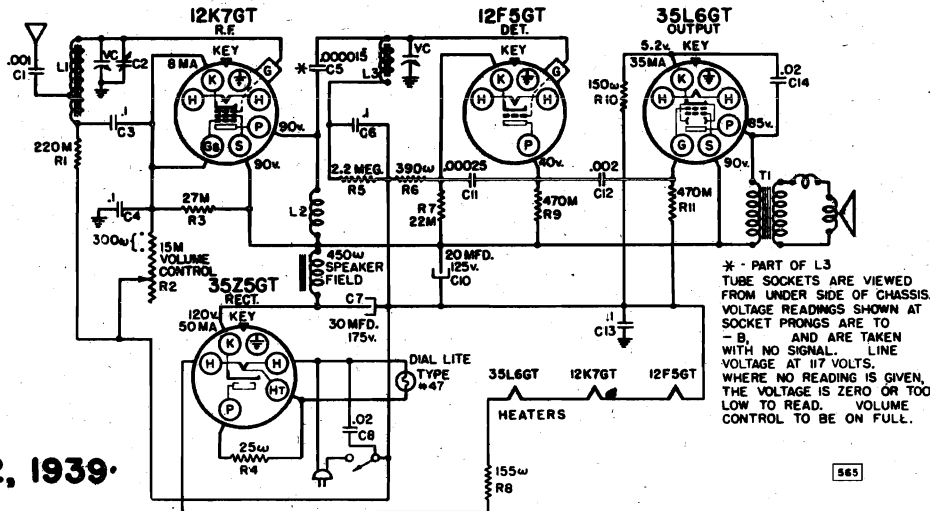 12K7GT
R.F.
KEY
8 MA
K
G
H
H
P
GS
S
90v.
90v.
.001
C1
L1
VC
C2
.1
C3
220M
R1
.1
C4
27M
R3
300ω
15M
VOLUME
CONTROL
R2
12F5GT
DET.
KEY
K
G
H
H
P
40v.
.000015
* C5
L3
VC
.1
C6
2.2 MEG.
R5
390ω
R6
.00025
C11
.002
C12
R7
22M
470M
R9
L2
450ω
SPEAKER
FIELD
20 MFD.
125v.
C10
C7
30 MFD.
175v.
35L6GT
OUTPUT
5.2v. KEY
35MA
K
H
H
P
G
S
85v.
90v.
150ω
R10
.02
C14
470M
R11
T1
.1
C13
35Z5GT
RECT.
120v.
50 MA
KEY
K
H
H
HT
P
25ω
R4
DIAL LITE
TYPE
#47
.02
C8
35L6GT
12K7GT
12F5GT
HEATERS
155ω
R8
* - PART OF L3
TUBE SOCKETS ARE VIEWED
FROM UNDER SIDE OF CHASSIS.
VOLTAGE READINGS SHOWN AT
SOCKET PRONGS ARE TO
- B, AND ARE TAKEN
WITH NO SIGNAL. LINE
VOLTAGE AT 117 VOLTS.
WHERE NO READING IS GIVEN,
THE VOLTAGE IS ZERO OR TOO
LOW TO READ. VOLUME
CONTROL TO BE ON FULL.
565
2, 1939.